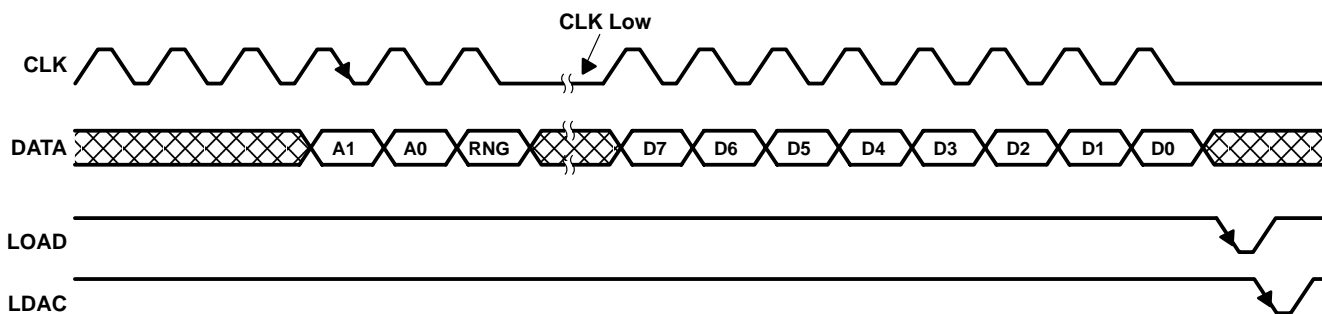 CLK Low
CLK
DATA A1 A0 RNG D7 D6 D5 D4 D3 D2 D1 D0
LOAD
LDAC